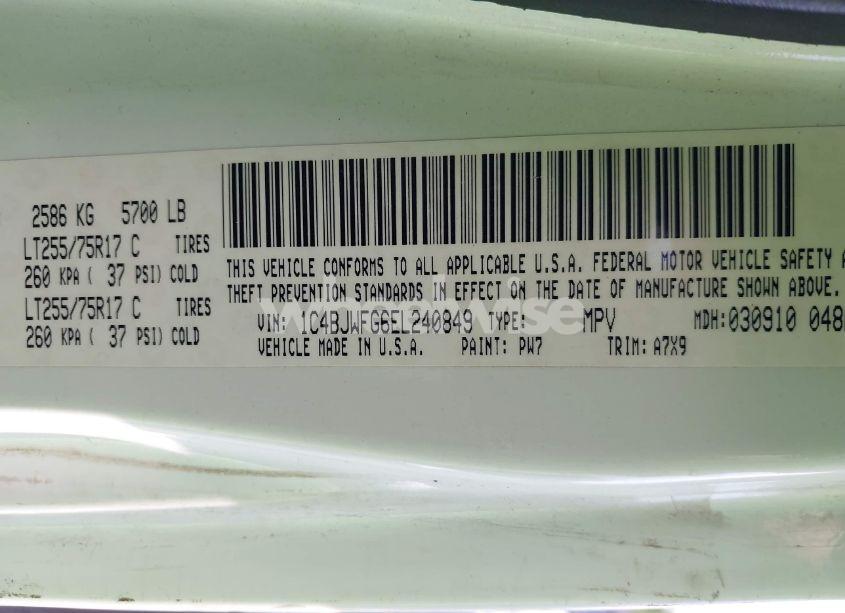 2586 KG 5700 LB
LT255/75R17 C TIRES
260 KPA ( 37 PSI) COLD
LT255/75R17 C TIRES
260 KPA ( 37 PSI) COLD
THIS VEHICLE CONFORMS TO ALL APPLICABLE U.S.A. FEDERAL MOTOR VEHICLE SAFETY
THEFT PREVENTION STANDARDS IN EFFECT ON THE DATE OF MANUFACTURE SHOWN ABOVE.
VIN: 1C4BJWFG6EL240849 TYPE: MPV MDH: 030910 048
VEHICLE MADE IN U.S.A. PAINT: PW7 TRIM: A7X9